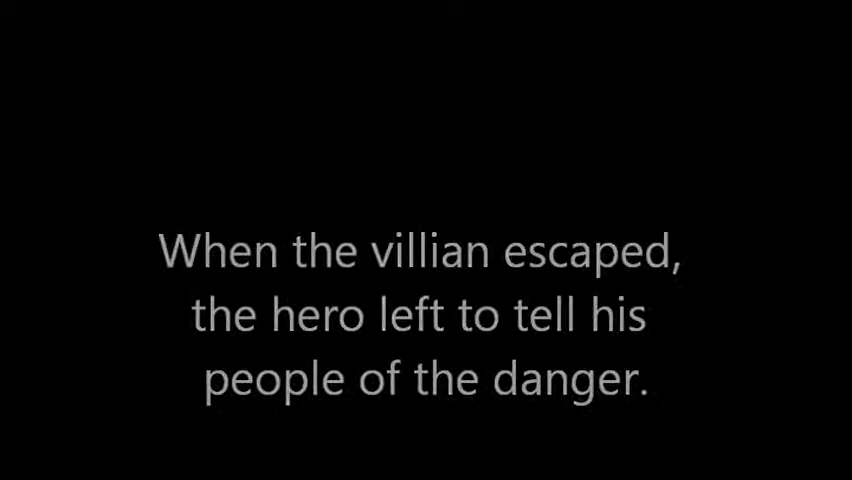 When the villian escaped,
the hero left to tell his
people of the danger.